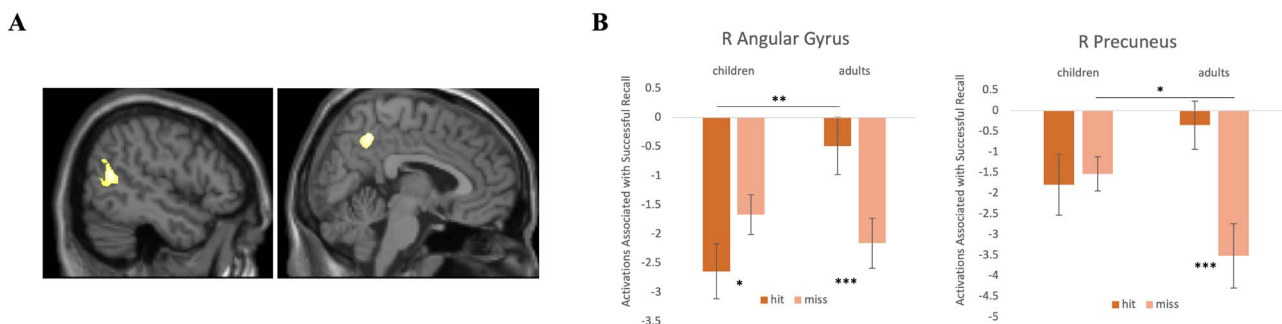 A
B
R Angular Gyrus
children adults
Activations Associated with Successful Recall
0.5
0
-0.5
-1
-1.5
-2
-2.5
-3
-3.5
**
*
***
hit miss
R Precuneus
children adults
Activations Associated with Successful Recall
0.5
0
-0.5
-1
-1.5
-2
-2.5
-3
-3.5
-4
-4.5
-5
*
***
hit miss